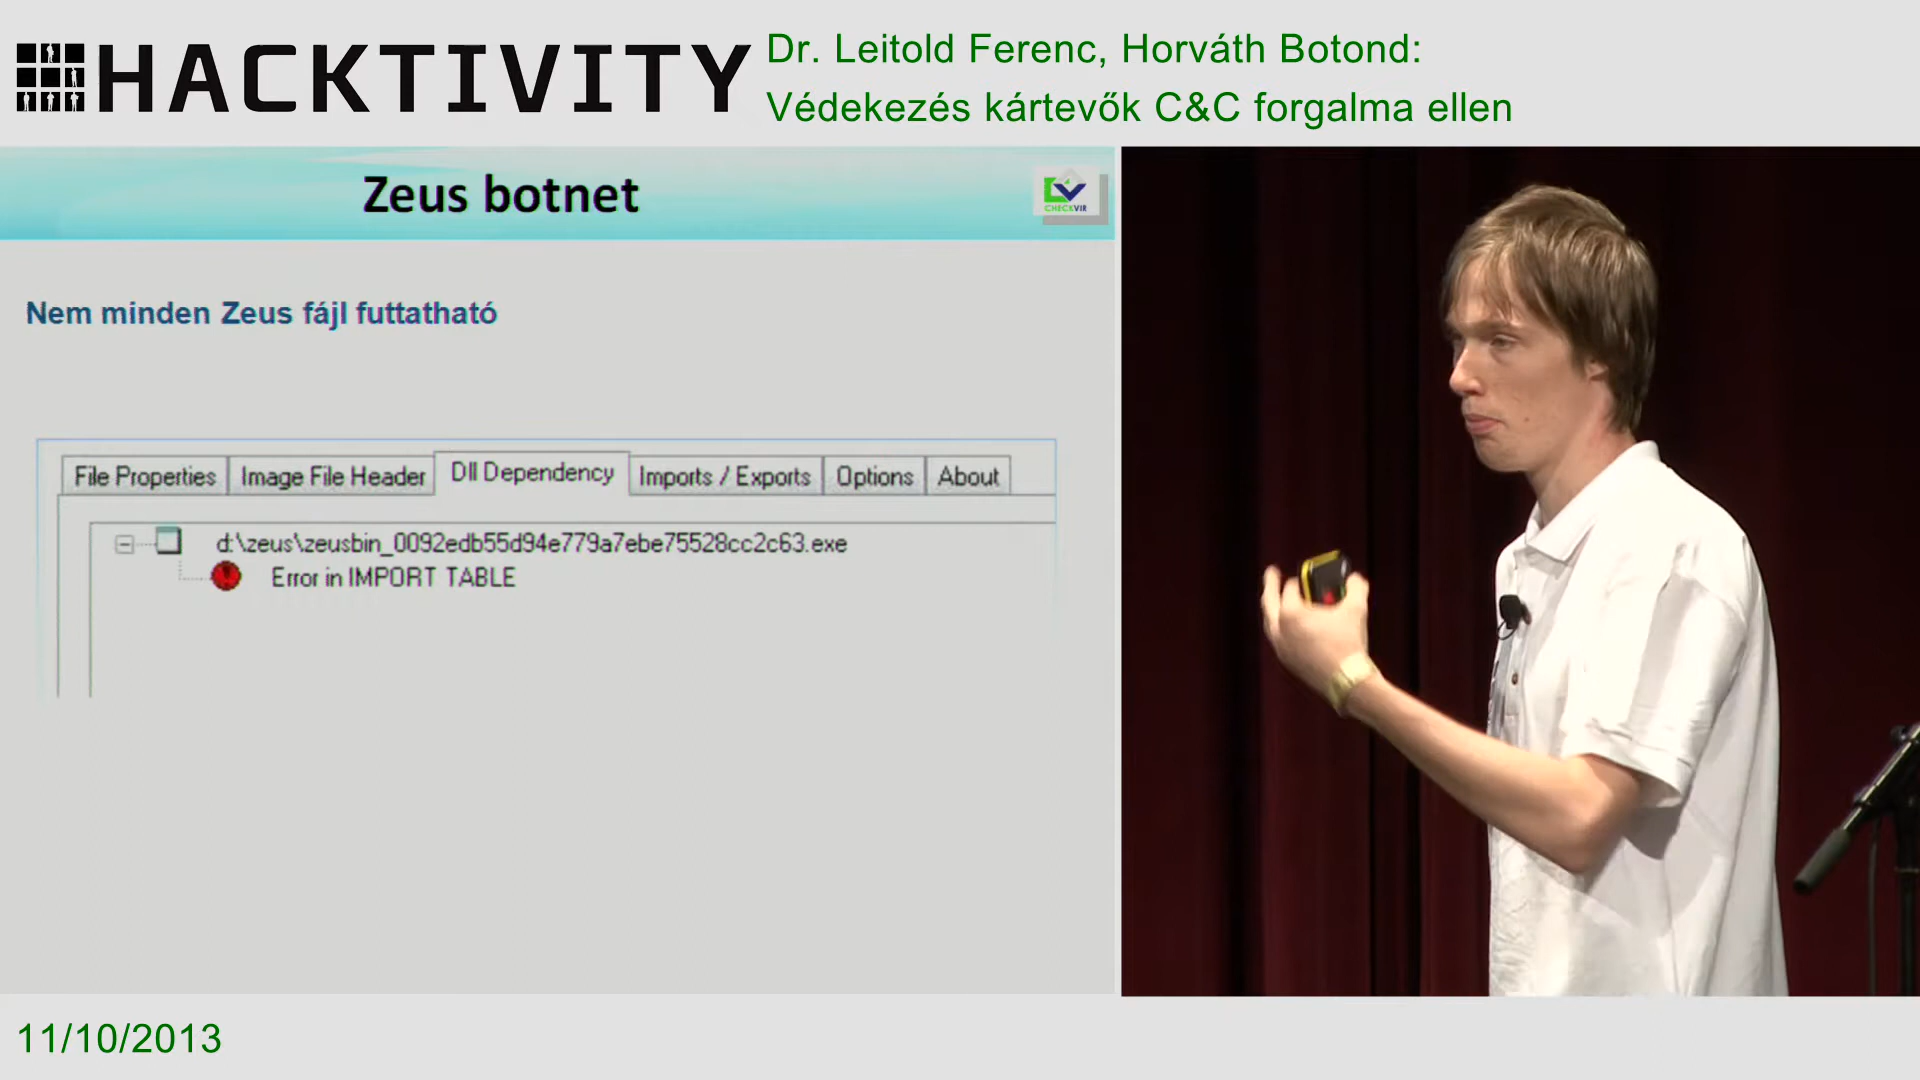 HACKTIVITY
Dr. Leitold Ferenc, Horváth Botond:
Védekezés kártevők C&C forgalma ellen
Zeus botnet
CHECKVIR
Nem minden Zeus fájl futtatható
File Properties Image File Header Dll Dependency Imports / Exports Options About
d:\zeus\zeusbin_0092edb55d94e779a7ebe75528cc2c63.exe
Error in IMPORT TABLE
11/10/2013